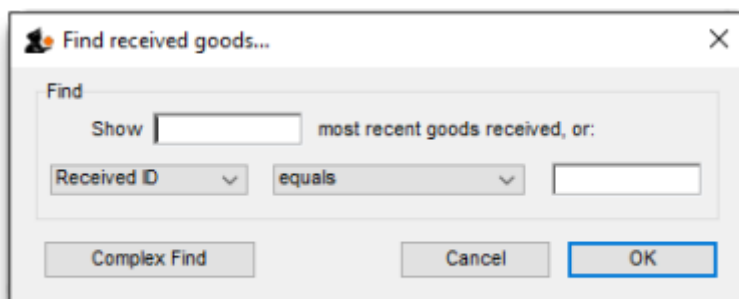 Find received goods...
Find
Show most recent goods received, or:
Received ID equals
Complex Find Cancel OK